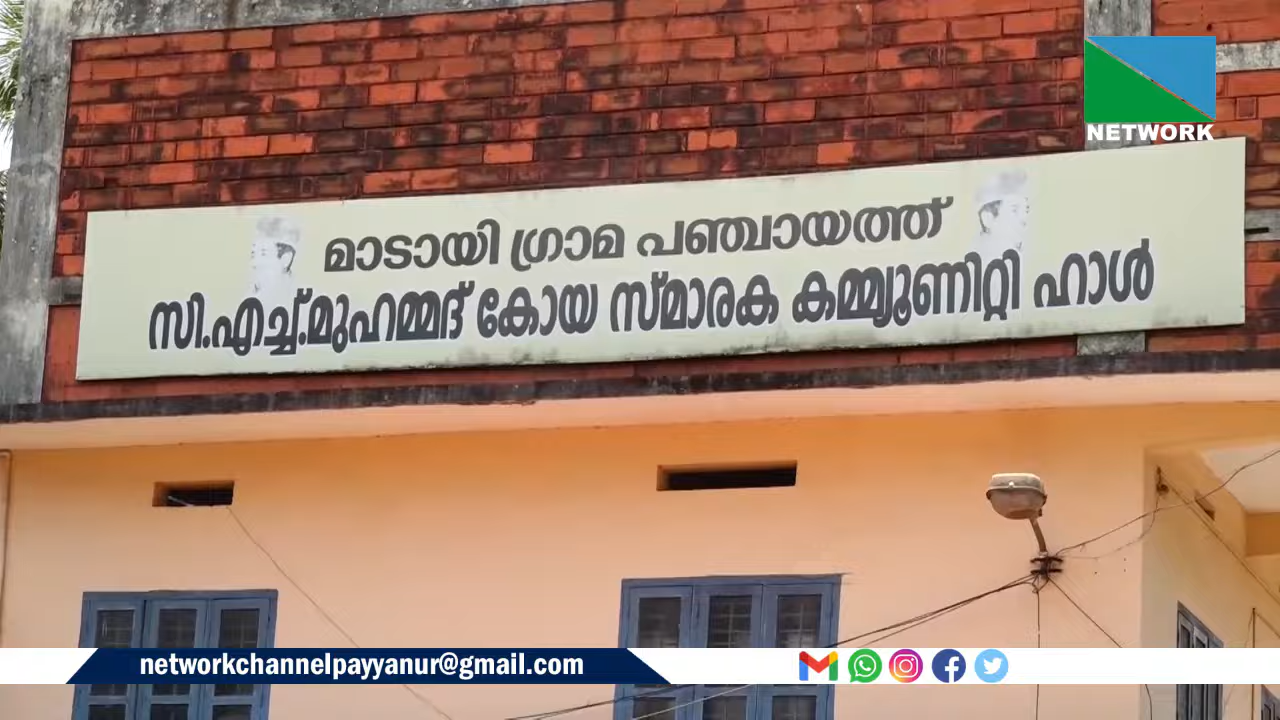 NETWORK
മാടായി ഗ്രാമ പഞ്ചായത്ത്
സി.എച്ച്.മുഹമ്മദ് കോയ സ്മാരക കമ്മ്യൂണിറ്റി ഹാൾ
networkchannelpayyanur@gmail.com